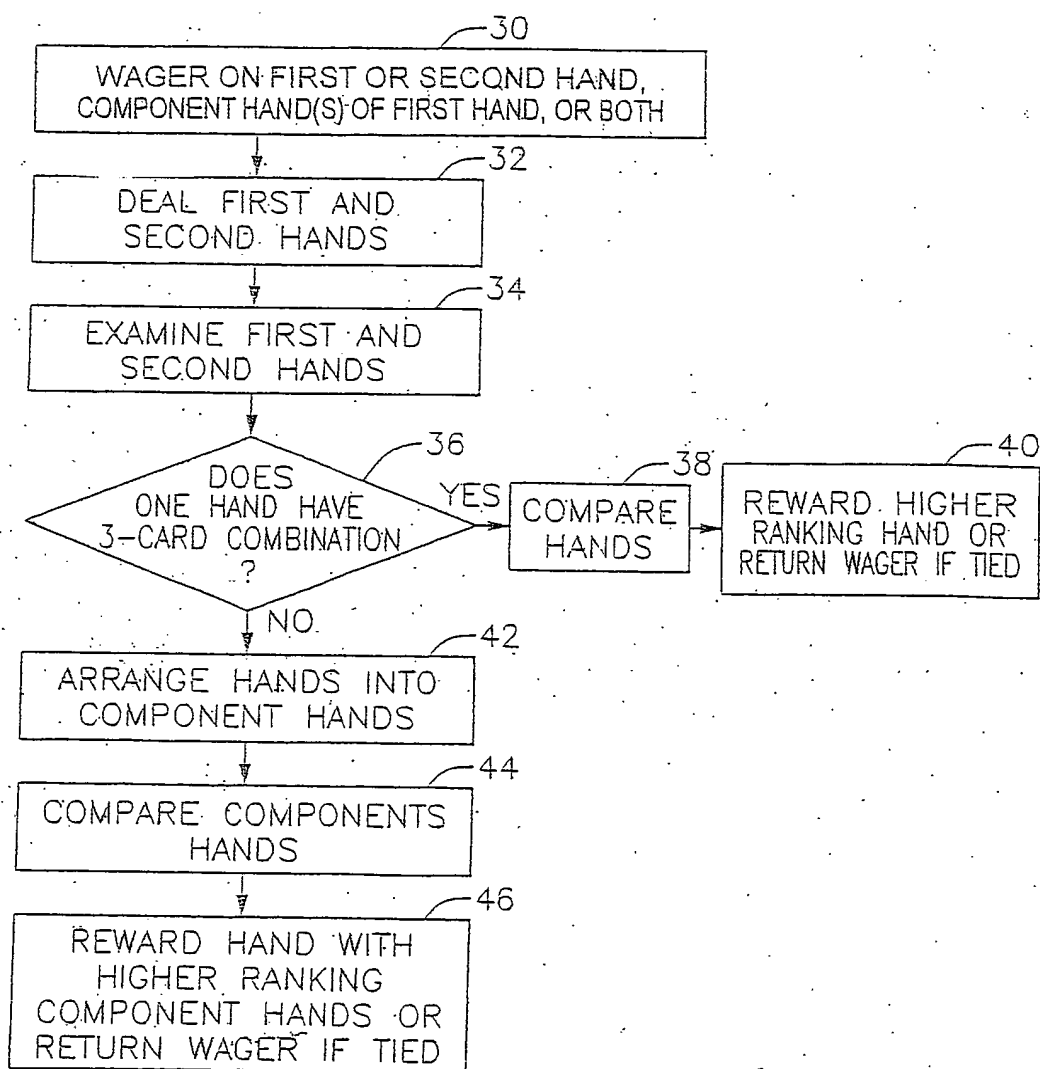 30
WAGER ON FIRST OR SECOND HAND,
COMPONENT HAND(S) OF FIRST HAND, OR BOTH
32
DEAL FIRST AND
SECOND HANDS
34
EXAMINE FIRST AND
SECOND HANDS
36
DOES
ONE HAND HAVE
3-CARD COMBINATION
?
YES
38
COMPARE
HANDS
40
REWARD HIGHER
RANKING HAND OR
RETURN WAGER IF TIED
NO
42
ARRANGE HANDS INTO
COMPONENT HANDS
44
COMPARE COMPONENTS
HANDS
46
REWARD HAND WITH
HIGHER RANKING
COMPONENT HANDS OR
RETURN WAGER IF TIED